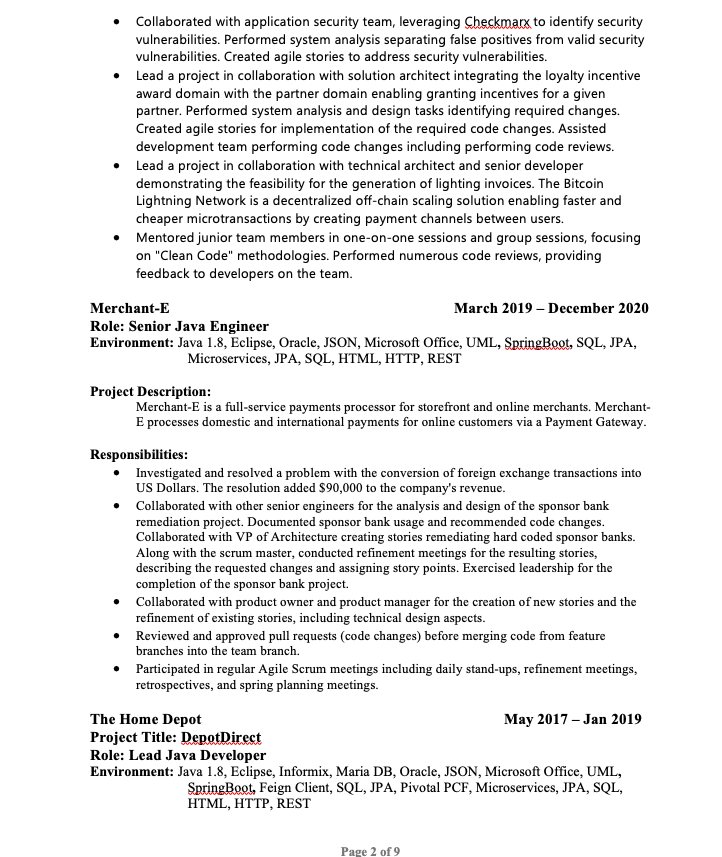 • Collaborated with application security team, leveraging Checkmarx to identify security
vulnerabilities. Performed system analysis separating false positives from valid security
vulnerabilities. Created agile stories to address security vulnerabilities.
• Lead a project in collaboration with solution architect integrating the loyalty incentive
award domain with the partner domain enabling granting incentives for a given
partner. Performed system analysis and design tasks identifying required changes.
Created agile stories for implementation of the required code changes. Assisted
development team performing code changes including performing code reviews.
• Lead a project in collaboration with technical architect and senior developer
demonstrating the feasibility for the generation of lighting invoices. The Bitcoin
Lightning Network is a decentralized off-chain scaling solution enabling faster and
cheaper microtransactions by creating payment channels between users.
• Mentored junior team members in one-on-one sessions and group sessions, focusing
on "Clean Code" methodologies. Performed numerous code reviews, providing
feedback to developers on the team.
Merchant-E March 2019 – December 2020
Role: Senior Java Engineer
Environment: Java 1.8, Eclipse, Oracle, JSON, Microsoft Office, UML, SpringBoot, SQL, JPA,
Microservices, JPA, SQL, HTML, HTTP, REST
Project Description:
Merchant-E is a full-service payments processor for storefront and online merchants. Merchant-
E processes domestic and international payments for online customers via a Payment Gateway.
Responsibilities:
• Investigated and resolved a problem with the conversion of foreign exchange transactions into
US Dollars. The resolution added $90,000 to the company's revenue.
• Collaborated with other senior engineers for the analysis and design of the sponsor bank
remediation project. Documented sponsor bank usage and recommended code changes.
Collaborated with VP of Architecture creating stories remediating hard coded sponsor banks.
Along with the scrum master, conducted refinement meetings for the resulting stories,
describing the requested changes and assigning story points. Exercised leadership for the
completion of the sponsor bank project.
• Collaborated with product owner and product manager for the creation of new stories and the
refinement of existing stories, including technical design aspects.
• Reviewed and approved pull requests (code changes) before merging code from feature
branches into the team branch.
• Participated in regular Agile Scrum meetings including daily stand-ups, refinement meetings,
retrospectives, and spring planning meetings.
The Home Depot May 2017 – Jan 2019
Project Title: DepotDirect
Role: Lead Java Developer
Environment: Java 1.8, Eclipse, Informix, Maria DB, Oracle, JSON, Microsoft Office, UML,
SpringBoot, Feign Client, SQL, JPA, Pivotal PCF, Microservices, JPA, SQL,
HTML, HTTP, REST
Page 2 of 9